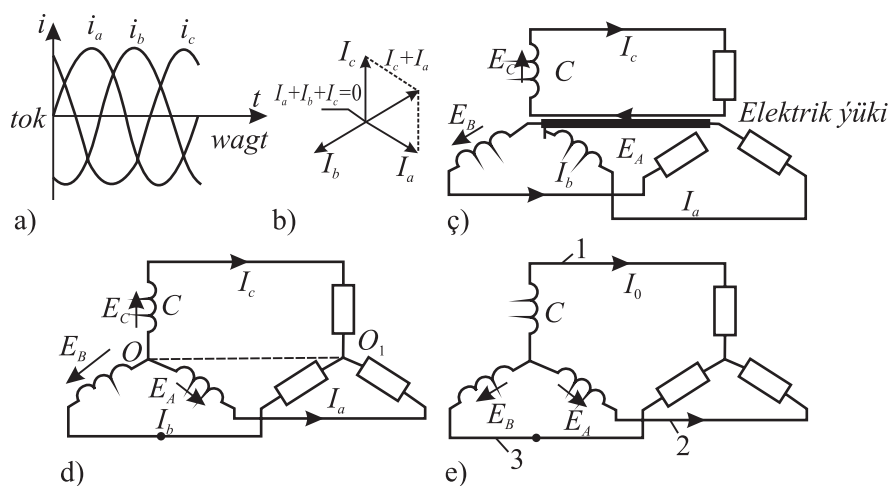 i
i_a
i_b
i_c
t
tok
wagt
a)
I_c
I_c+I_a
I_a+I_b+I_c=0
I_b
I_a
b)
I_c
E_C
C
E_B
Elektrik ýüki
E_A
I_b
I_a
ç)
I_c
E_C
C
E_B
O
O_1
E_A
I_a
I_b
d)
1
I_0
C
E_B
E_A
2
3
e)